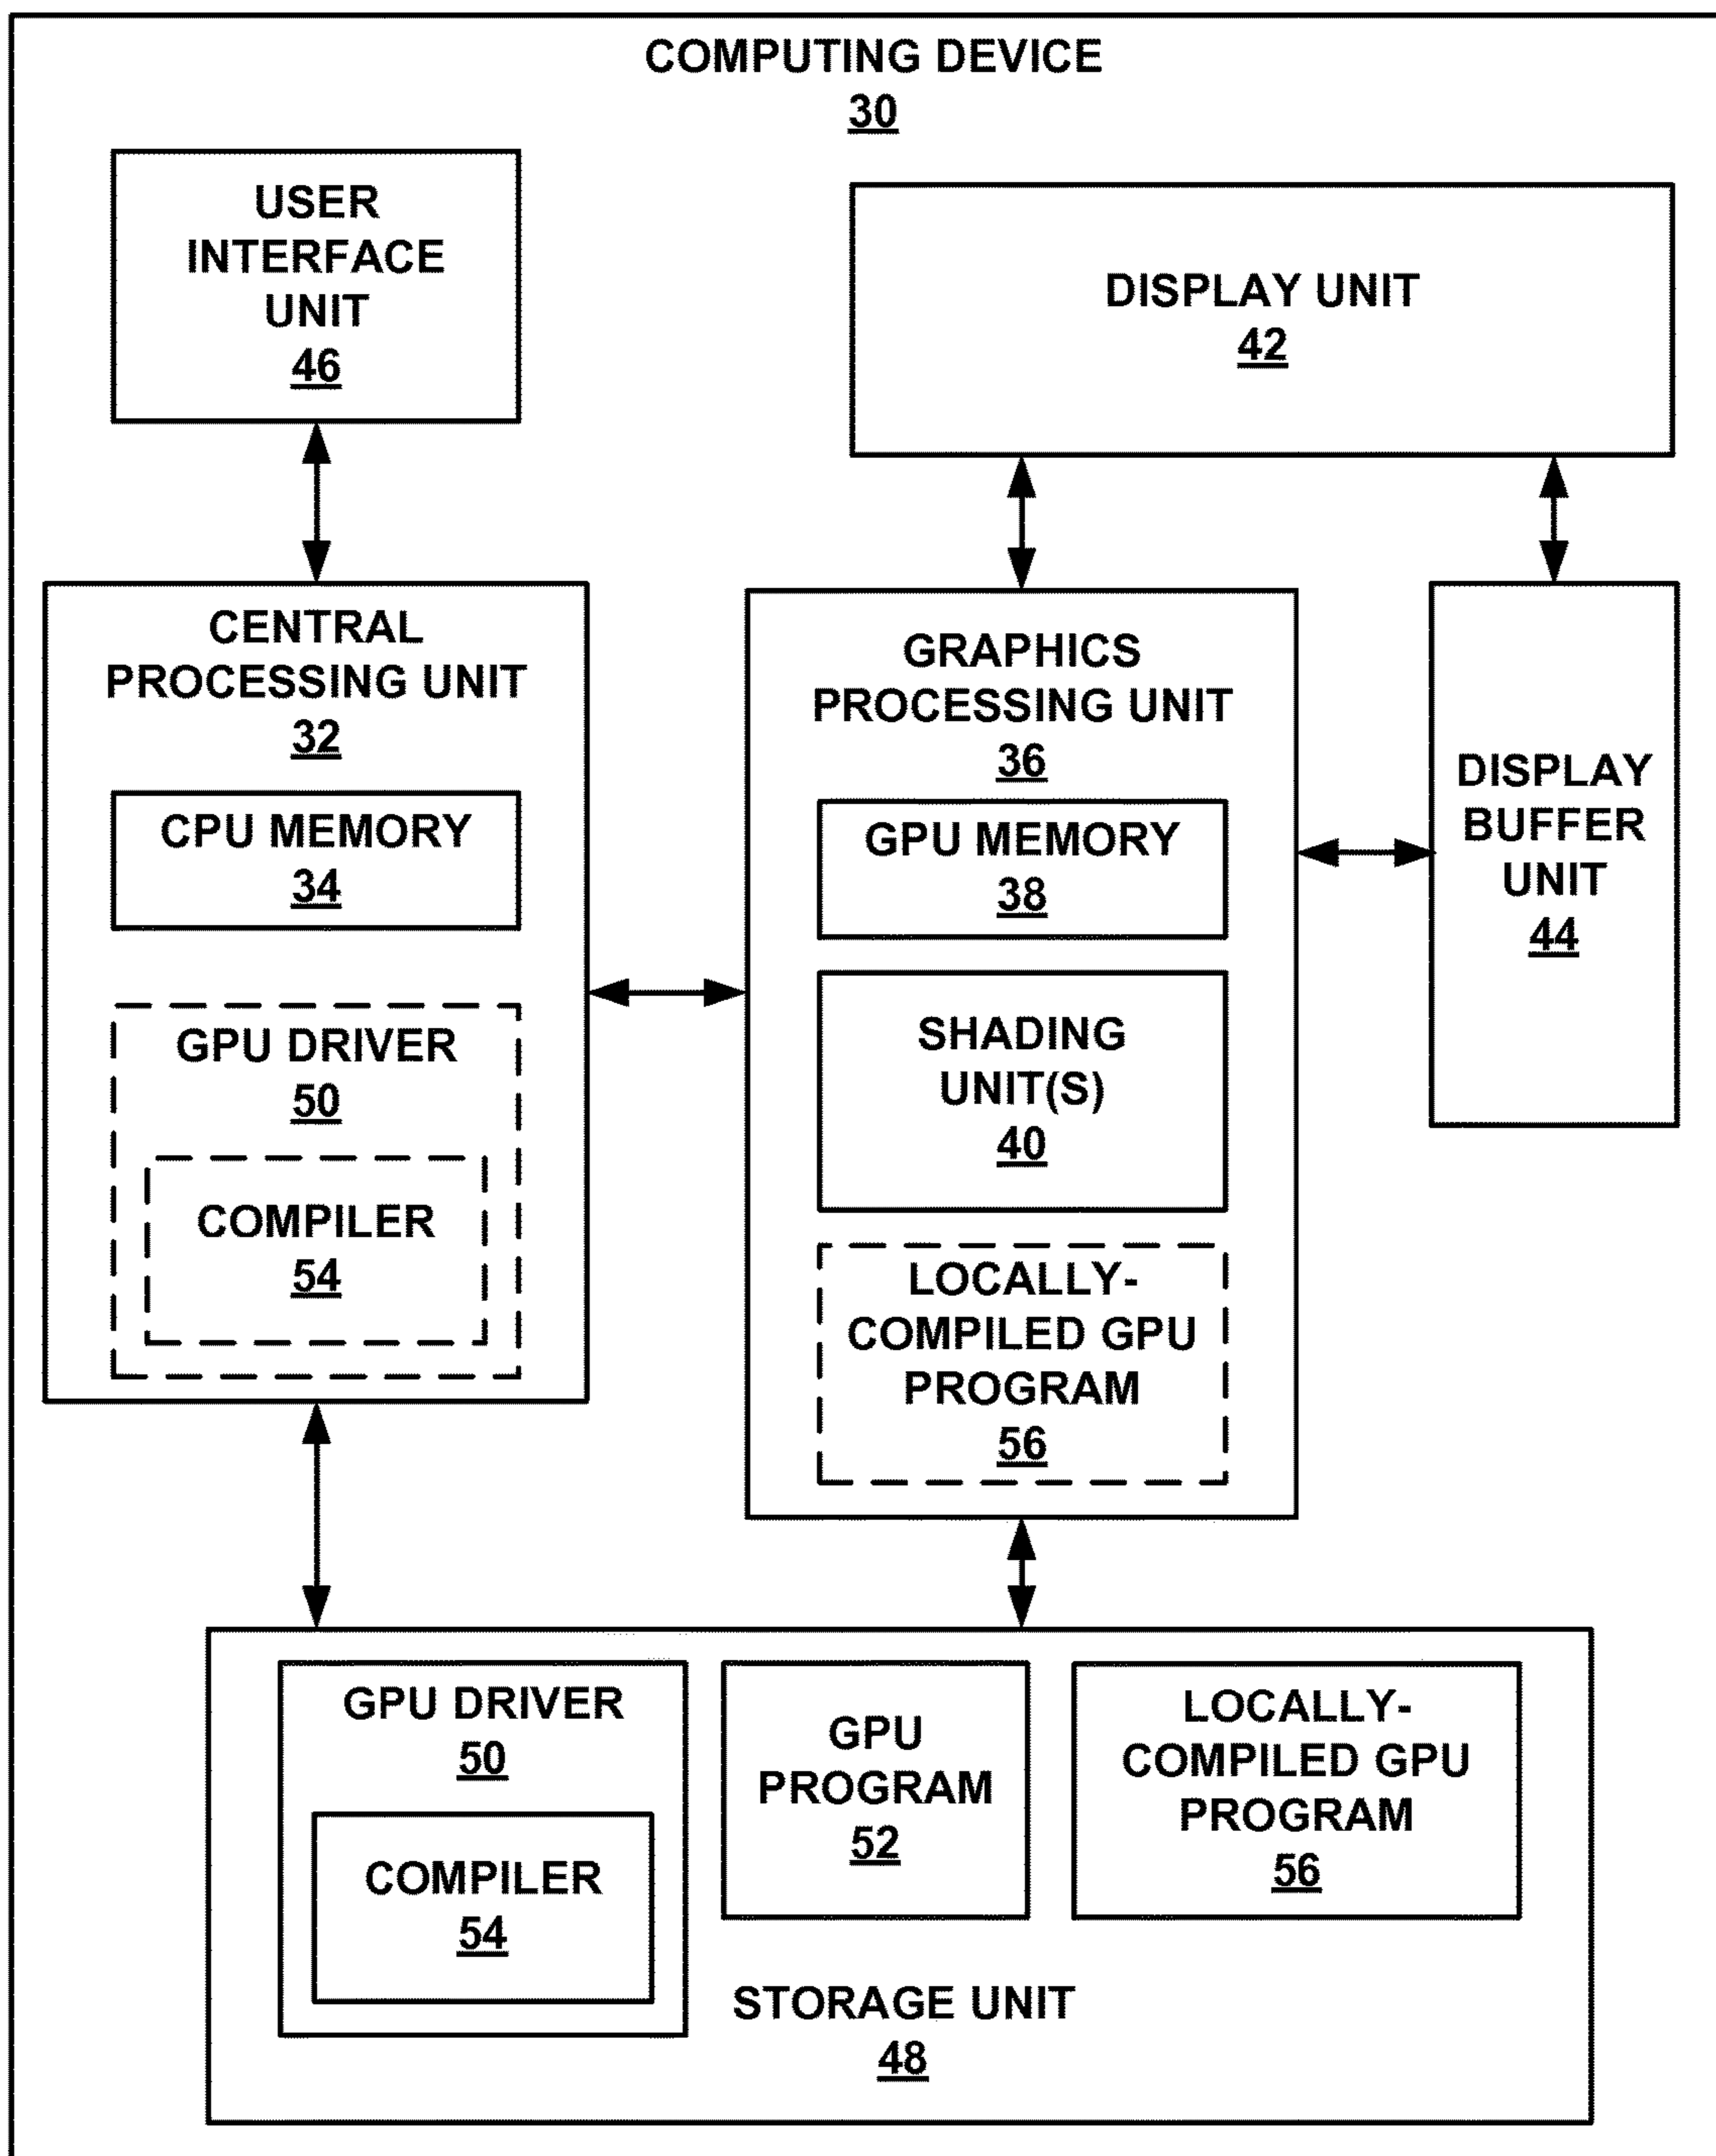 COMPUTING DEVICE
30
USER
INTERFACE
UNIT
46
DISPLAY UNIT
42
CENTRAL
PROCESSING UNIT
32
CPU MEMORY
34
GPU DRIVER
50
COMPILER
54
GRAPHICS
PROCESSING UNIT
36
GPU MEMORY
38
SHADING
UNIT(S)
40
LOCALLY-
COMPILED GPU
PROGRAM
56
DISPLAY
BUFFER
UNIT
44
GPU DRIVER
50
COMPILER
54
GPU
PROGRAM
52
LOCALLY-
COMPILED GPU
PROGRAM
56
STORAGE UNIT
48